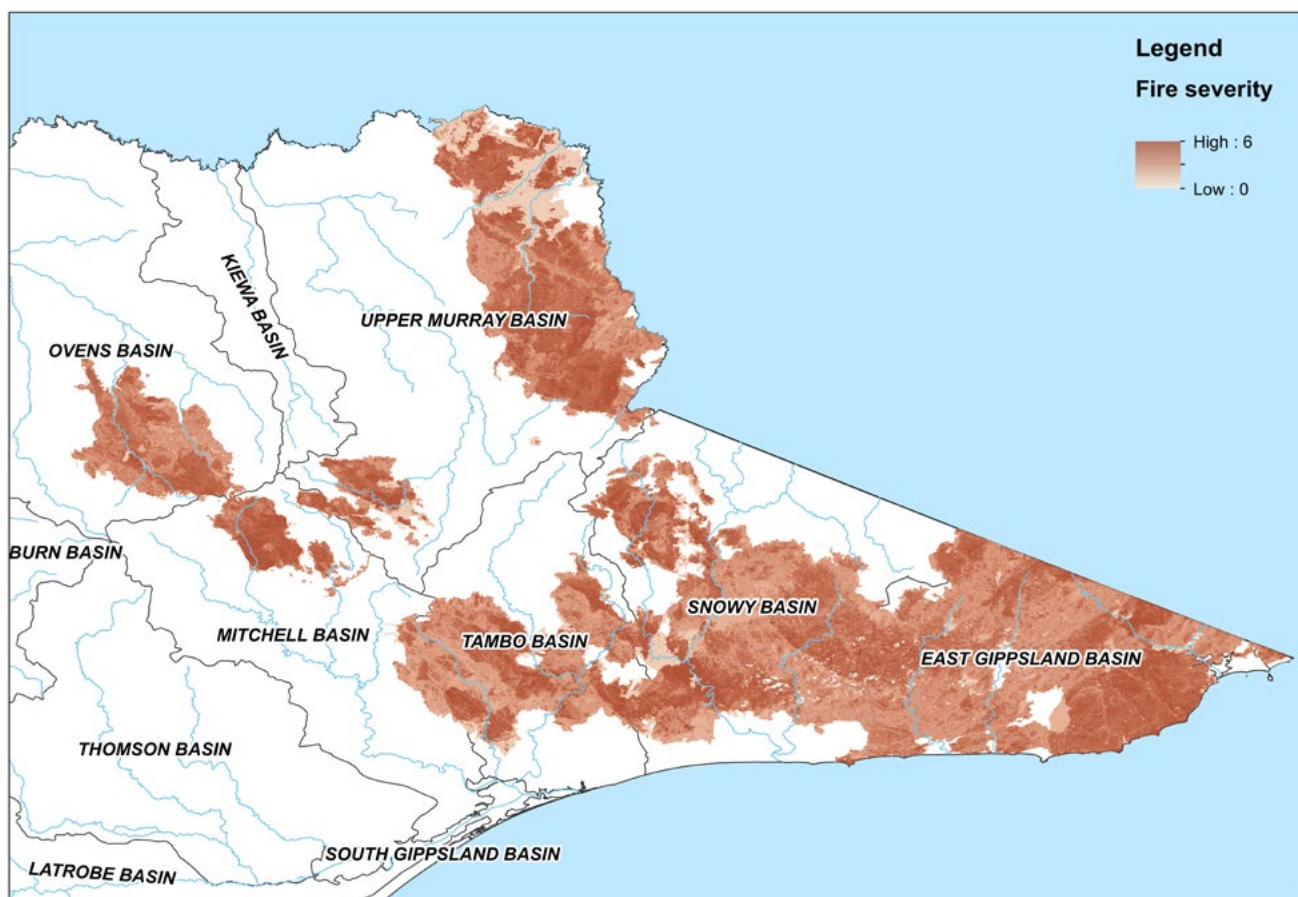 Legend
Fire severity
High : 6
Low : 0
KIEWA BASIN
UPPER MURRAY BASIN
OVENS BASIN
BURN BASIN
SNOWY BASIN
MITCHELL BASIN
TAMBO BASIN
EAST GIPPSLAND BASIN
THOMSON BASIN
SOUTH GIPPSLAND BASIN
LATROBE BASIN